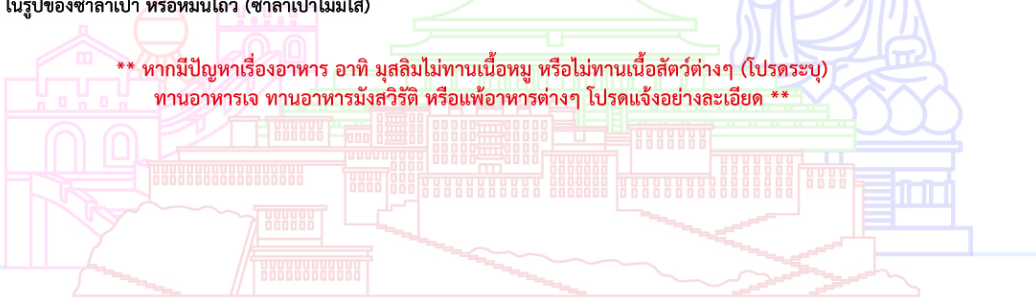 ในรูปของซาลาเปา หรือหมั่นโถว (ซาลาเปาไม่มีไส้)
** หากมีปัญหาเรื่องอาหาร อาทิ มุสลิมไม่ทานเนื้อหมู หรือไม่ทานเนื้อสัตว์ต่างๆ (โปรดระบุ)
ทานอาหารเจ ทานอาหารมังสวิรัติ หรือแพ้อาหารต่างๆ โปรดแจ้งอย่างละเอียด **